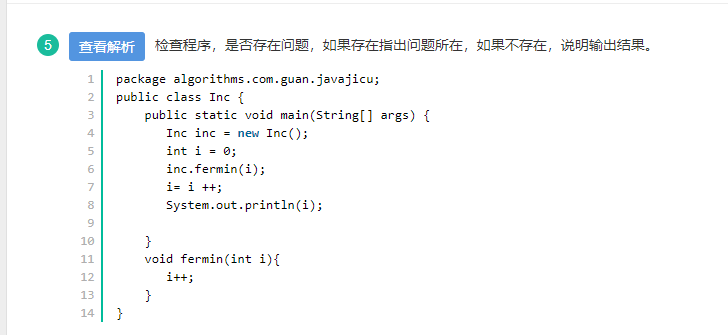 5 查看解析 检查程序，是否存在问题，如果存在指出问题所在，如果不存在，说明输出结果。
1 package algorithms.com.guan.javajicu;
2 public class Inc {
3     public static void main(String[] args) {
4        Inc inc = new Inc();
5        int i = 0;
6        inc.fermin(i);
7        i= i ++;
8        System.out.println(i);
9
10     }
11     void fermin(int i){
12        i++;
13     }
14 }